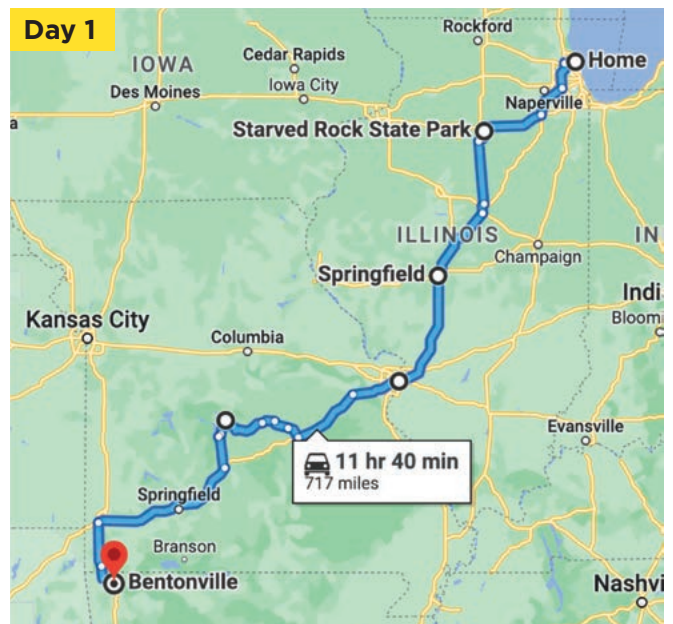 Day 1
Rockford
IOWA
Cedar Rapids
Home
Iowa City
Des Moines
Naperville
a
Starved Rock State Park
ILLINOIS
IN
Champaign
Springfield
Indi
Kansas City
Bloomi
Columbia
Evansville
11 hr 40 min
717 miles
Springfield
Branson
Bentonville
Nashvi